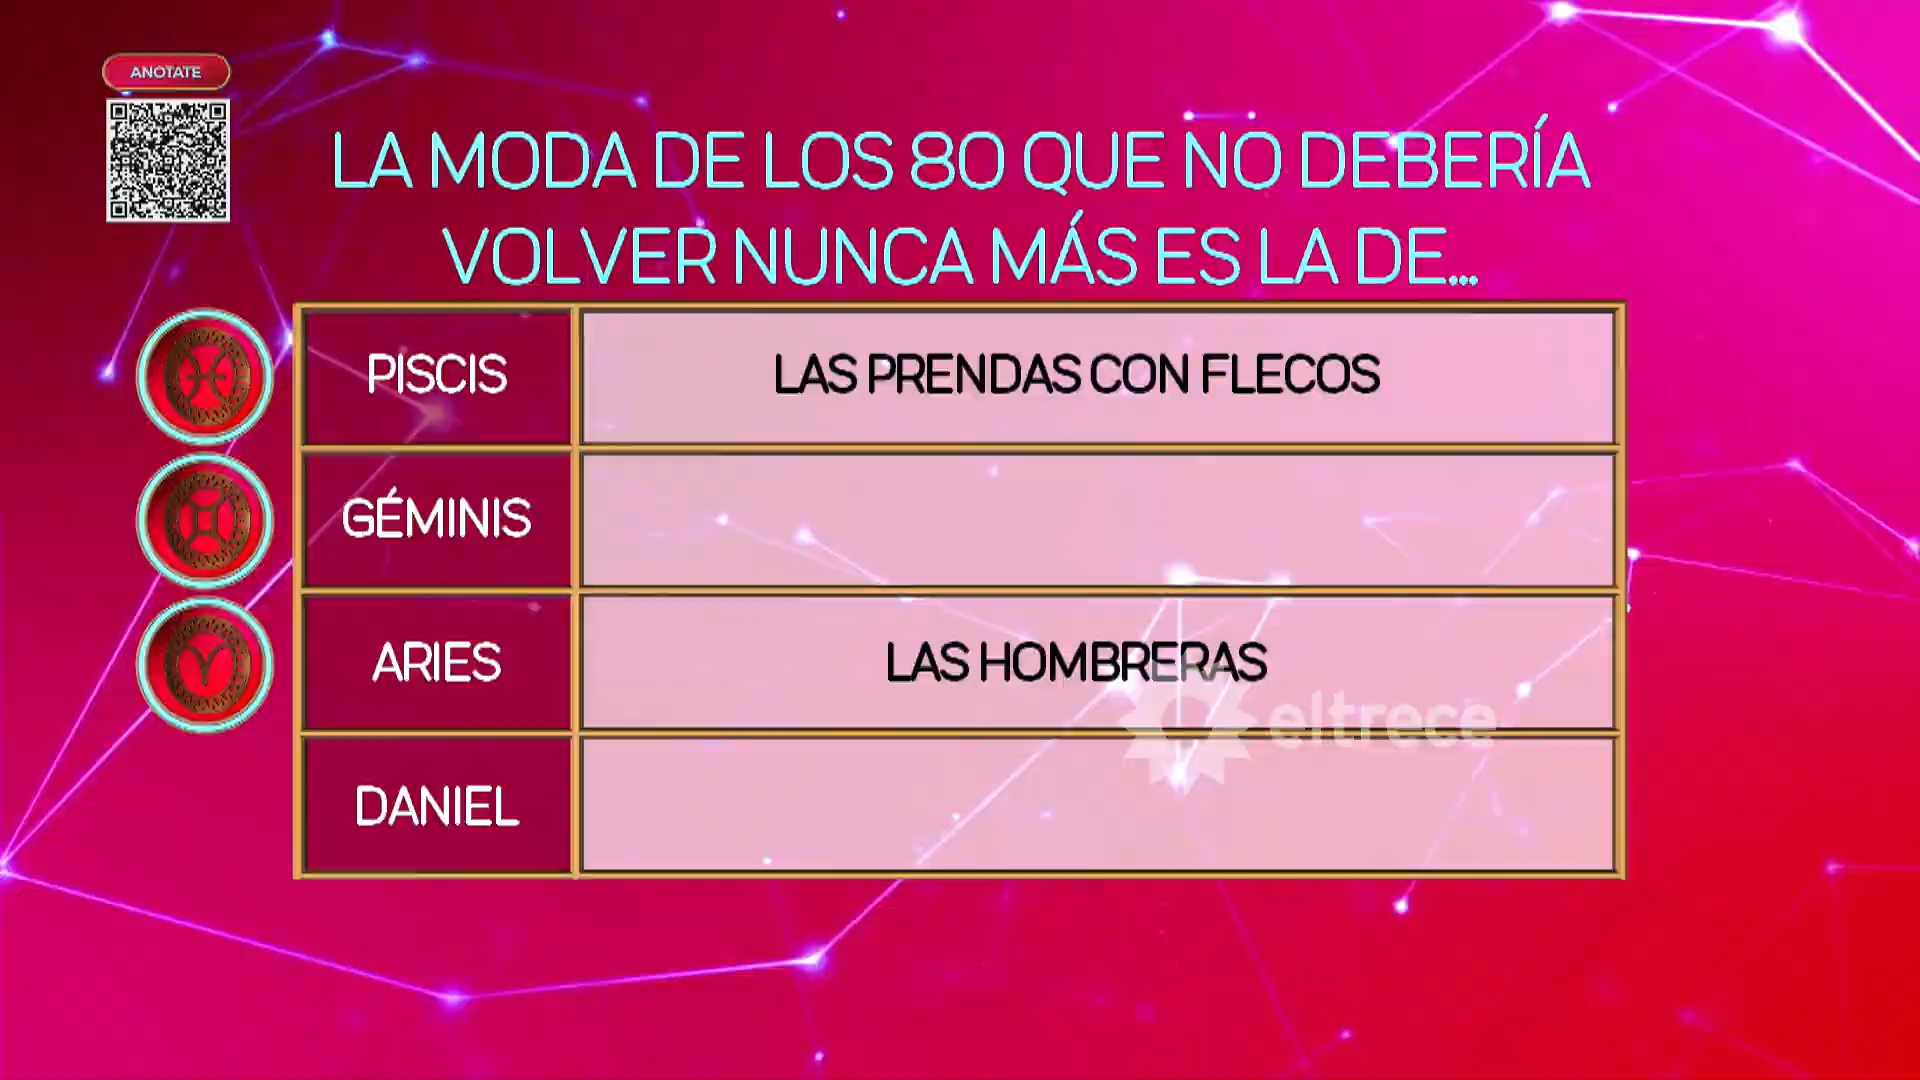 ANOTATE
LA MODA DE LOS 80 QUE NO DEBERÍA
VOLVER NUNCA MÁS ES LA DE...
PISCIS
LAS PRENDAS CON FLECOS
GÉMINIS
ARIES
LAS HOMBRERAS
eltrece
DANIEL